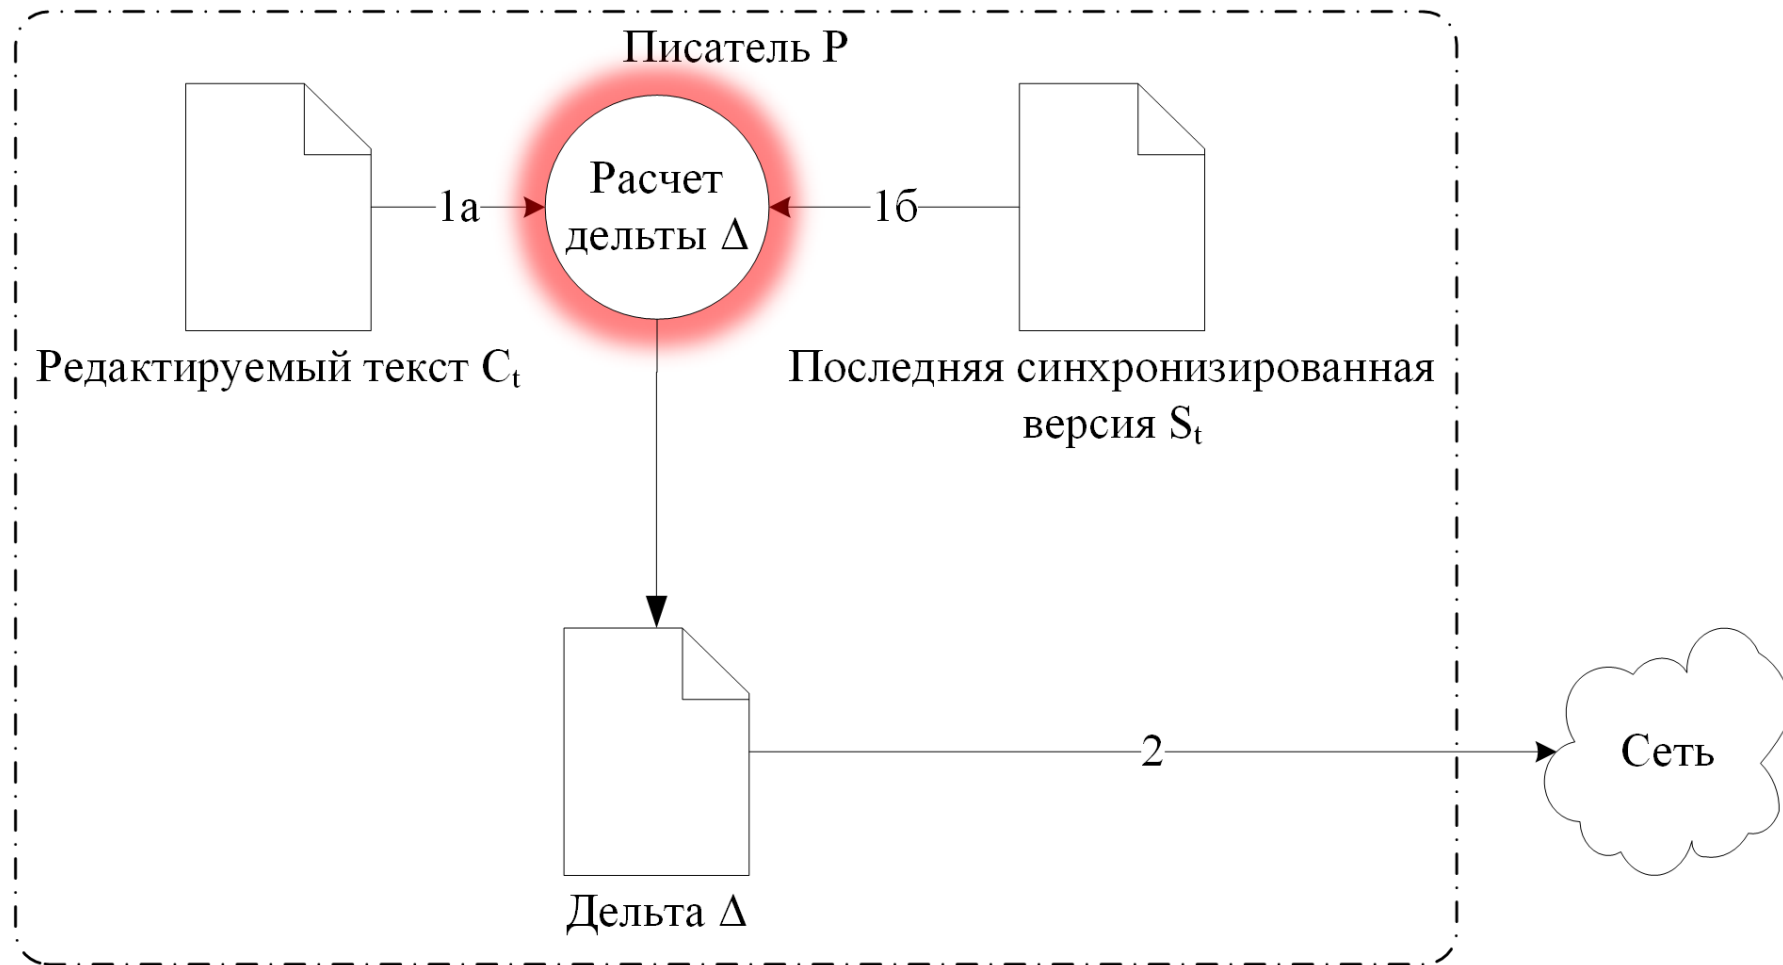 Писатель P
Расчет
дельты Δ
1а
1б
Редактируемый текст Cₜ
Последняя синхронизированная
версия Sₜ
2
Сеть
Дельта Δ